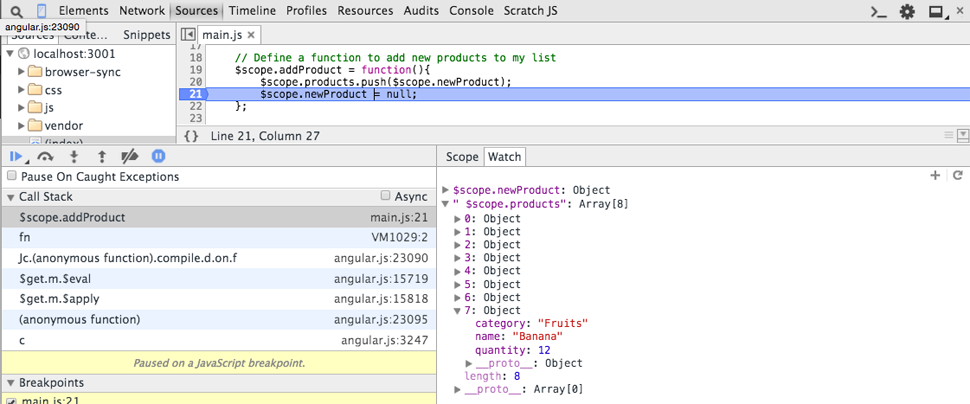 Elements Network Sources Timeline Profiles Resources Audits Console Scratch JS
angular.js:23090
Sources Conte... Snippets
main.js ×
localhost:3001
browser-sync
css
js
vendor
(index)
17
18 // Define a function to add new products to my list
19 $scope.addProduct = function(){
20 $scope.products.push($scope.newProduct);
21 $scope.newProduct = null;
22 };
23
{} Line 21, Column 27
Pause On Caught Exceptions
Call Stack Async
$scope.addProduct main.js:21
fn VM1029:2
Jc.(anonymous function).compile.d.on.f angular.js:23090
$get.m.$eval angular.js:15719
$get.m.$apply angular.js:15818
(anonymous function) angular.js:23095
c angular.js:3247
Paused on a JavaScript breakpoint.
Breakpoints
main.js:21
Scope Watch
$scope.newProduct: Object
" $scope.products": Array[8]
0: Object
1: Object
2: Object
3: Object
4: Object
5: Object
6: Object
7: Object
category: "Fruits"
name: "Banana"
quantity: 12
__proto__: Object
length: 8
__proto__: Array[0]